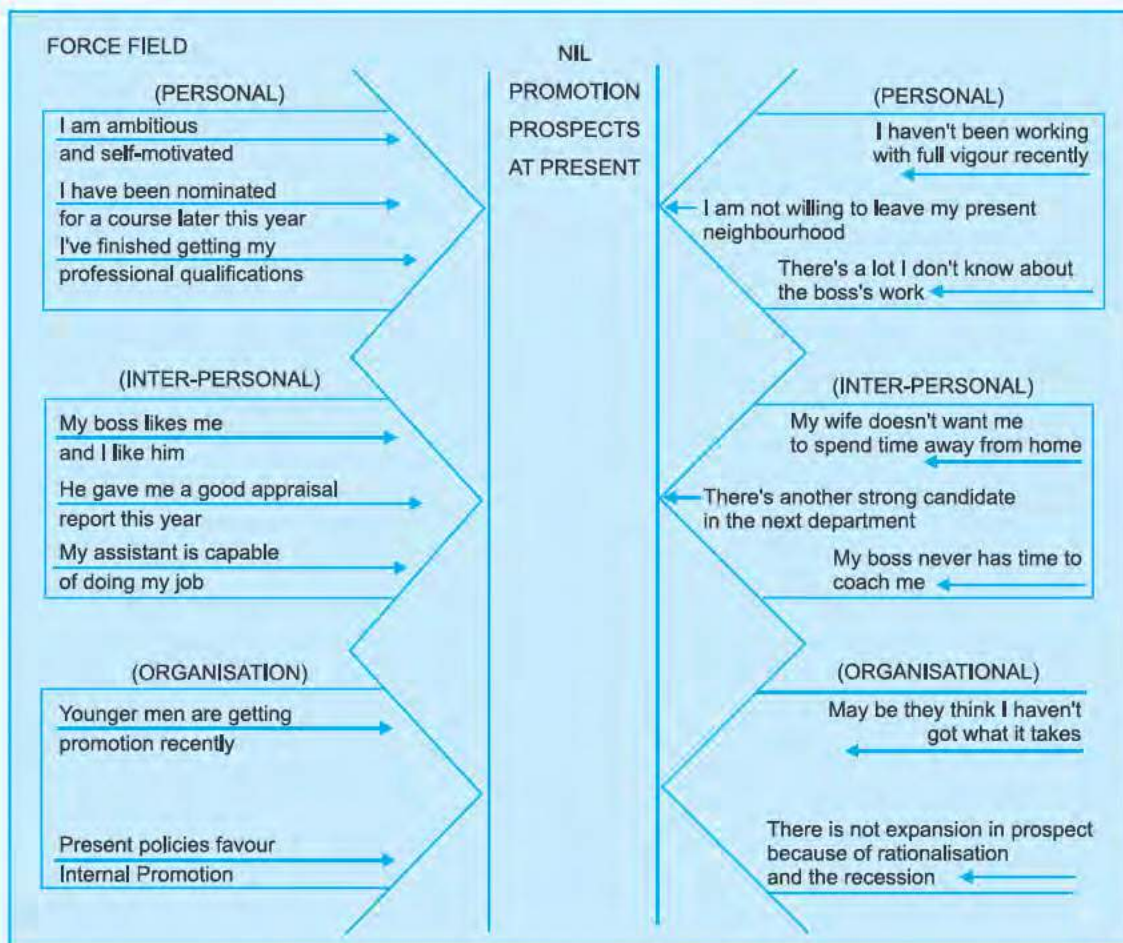 FORCE FIELD
NIL
PROMOTION
PROSPECTS
AT PRESENT
(PERSONAL)
I am ambitious
and self-motivated
I have been nominated
for a course later this year
I've finished getting my
professional qualifications
(INTER-PERSONAL)
My boss likes me
and I like him
He gave me a good appraisal
report this year
My assistant is capable
of doing my job
(ORGANISATION)
Younger men are getting
promotion recently
Present policies favour
Internal Promotion
(PERSONAL)
I haven't been working
with full vigour recently
I am not willing to leave my present
neighbourhood
There's a lot I don't know about
the boss's work
(INTER-PERSONAL)
My wife doesn't want me
to spend time away from home
There's another strong candidate
in the next department
My boss never has time to
coach me
(ORGANISATIONAL)
May be they think I haven't
got what it takes
There is not expansion in prospect
because of rationalisation
and the recession